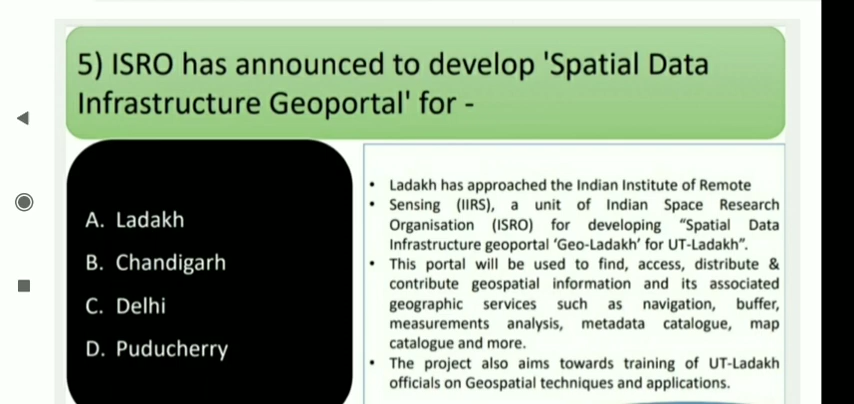 5) ISRO has announced to develop 'Spatial Data
Infrastructure Geoportal' for -
A. Ladakh
B. Chandigarh
C. Delhi
D. Puducherry
• Ladakh has approached the Indian Institute of Remote
• Sensing (IIRS), a unit of Indian Space Research
Organisation (ISRO) for developing “Spatial Data
Infrastructure geoportal ‘Geo-Ladakh’ for UT-Ladakh”.
• This portal will be used to find, access, distribute &
contribute geospatial information and its associated
geographic services such as navigation, buffer,
measurements analysis, metadata catalogue, map
catalogue and more.
• The project also aims towards training of UT-Ladakh
officials on Geospatial techniques and applications.